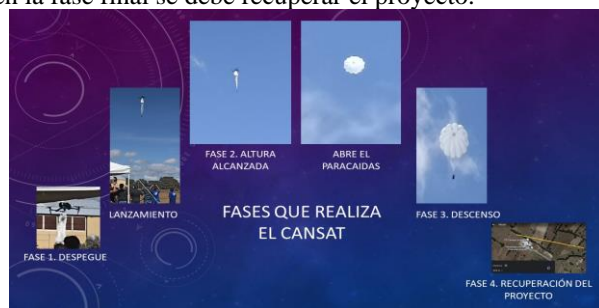 en la fase final se debe recuperar el proyecto.
FASE 2. ALTURA
ALCANZADA
ABRE EL
PARACAIDAS
LANZAMIENTO
FASES QUE REALIZA
EL CANSAT
FASE 3. DESCENSO
FASE 1. DESPEGUE
FASE 4. RECUPERACIÓN DEL
PROYECTO